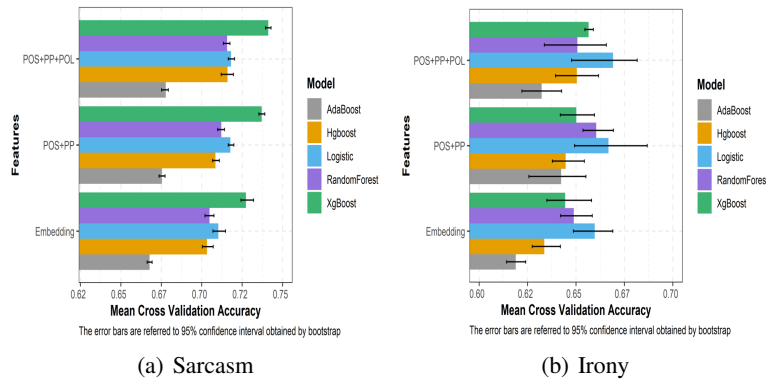 POS+PP+POL
POS+PP
Embedding
Features
0.62
0.65
0.67
0.70
0.72
0.75
Mean Cross Validation Accuracy
The error bars are referred to 95% confidence interval obtained by bootstrap
Model
AdaBoost
Hgboost
Logistic
RandomForest
XgBoost
(a) Sarcasm
POS+PP+POL
POS+PP
Embedding
Features
0.60
0.62
0.65
0.67
0.70
Mean Cross Validation Accuracy
The error bars are referred to 95% confidence interval obtained by bootstrap
Model
AdaBoost
Hgboost
Logistic
RandomFores
XgBoost
(b) Irony